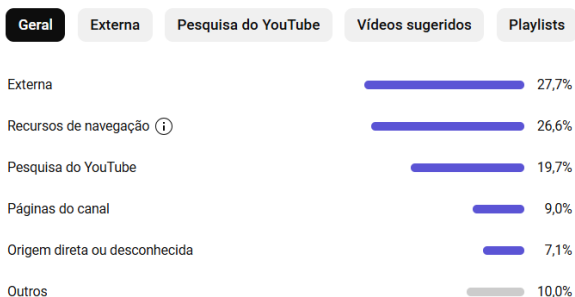 Geral Externa Pesquisa do YouTube Vídeos sugeridos Playlists
Externa 27,7%
Recursos de navegação 26,6%
Pesquisa do YouTube 19,7%
Páginas do canal 9,0%
Origem direta ou desconhecida 7,1%
Outros 10,0%